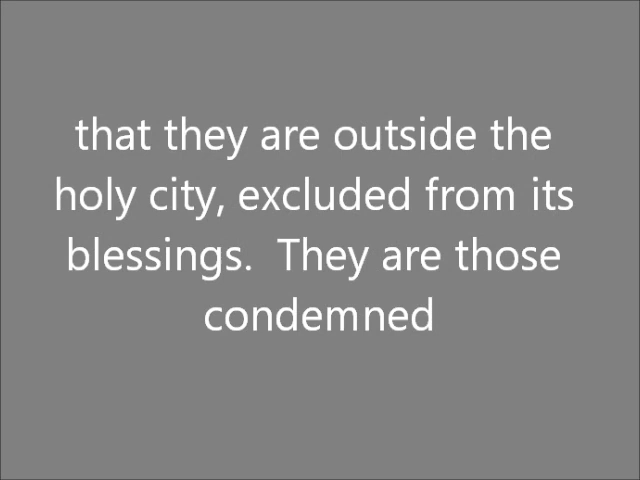 that they are outside the
holy city, excluded from its
blessings.  They are those
condemned